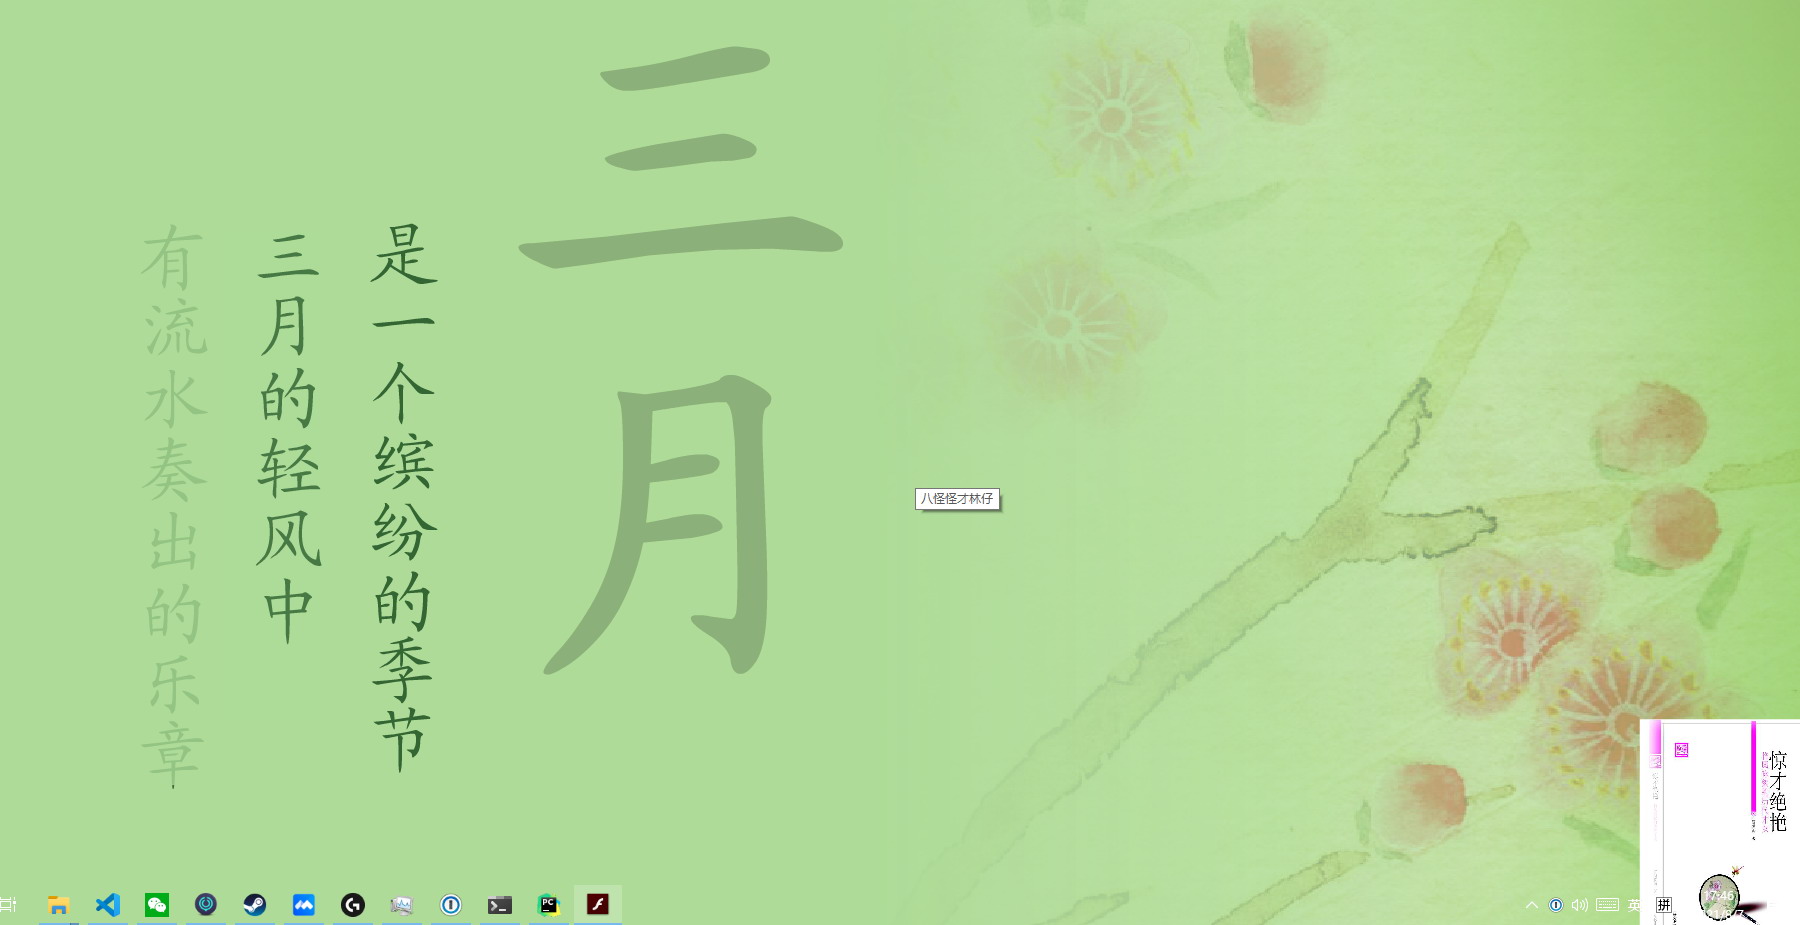 三月
是一个缤纷的季节
三月的轻风中
有流水奏出的乐章
八怪怪才林仔
惊才绝艳
英
拼
17:46